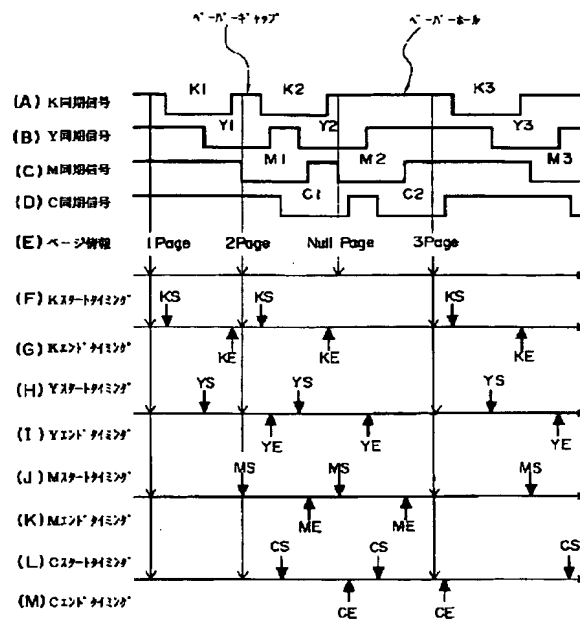 ペーパーギャップ ペーパーホール
K1 K2 K3
(A) K同期信号
Y1 Y2 Y3
(B) Y同期信号
M1 M2 M3
(C) M同期信号
C1 C2
(D) C同期信号
(E) ページ情報 1 Page 2Page Null Page 3Page
(F) Kスタートタイミング KS KS KS
(G) Kエンドタイミング KE KE KE
(H) Yスタートタイミング YS YS YS
(I) Yエンドタイミング YE YE YE
(J) Mスタートタイミング MS MS MS
(K) Mエンドタイミング ME ME
(L) Cスタートタイミング CS CS CS
(M) Cエンドタイミング CE CE